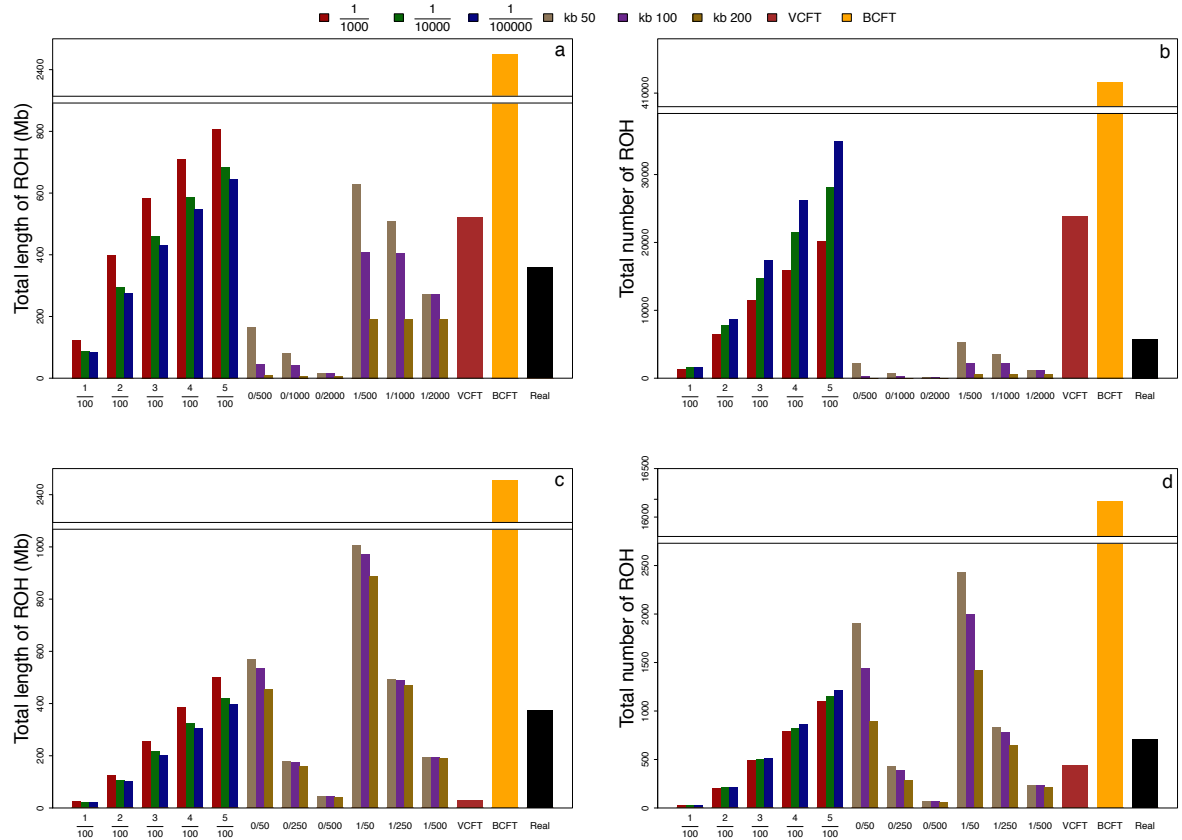 1/1000 1/10000 1/100000 kb 50 kb 100 kb 200 VCFT BCFT
a
Total length of ROH (Mb)
2400
800
600
400
200
0
1/100 2/100 3/100 4/100 5/100 0/500 0/1000 0/2000 1/500 1/1000 1/2000 VCFT BCFT Real
b
Total number of ROH
410000
30000
20000
10000
0
1/100 2/100 3/100 4/100 5/100 0/500 0/1000 0/2000 1/500 1/1000 1/2000 VCFT BCFT Real
c
Total length of ROH (Mb)
2400
1000
800
600
400
200
0
1/100 2/100 3/100 4/100 5/100 0/50 0/250 0/500 1/50 1/250 1/500 VCFT BCFT Real
d
Total number of ROH
16500
16000
2500
2000
1500
1000
500
0
1/100 2/100 3/100 4/100 5/100 0/50 0/250 0/500 1/50 1/250 1/500 VCFT BCFT Real